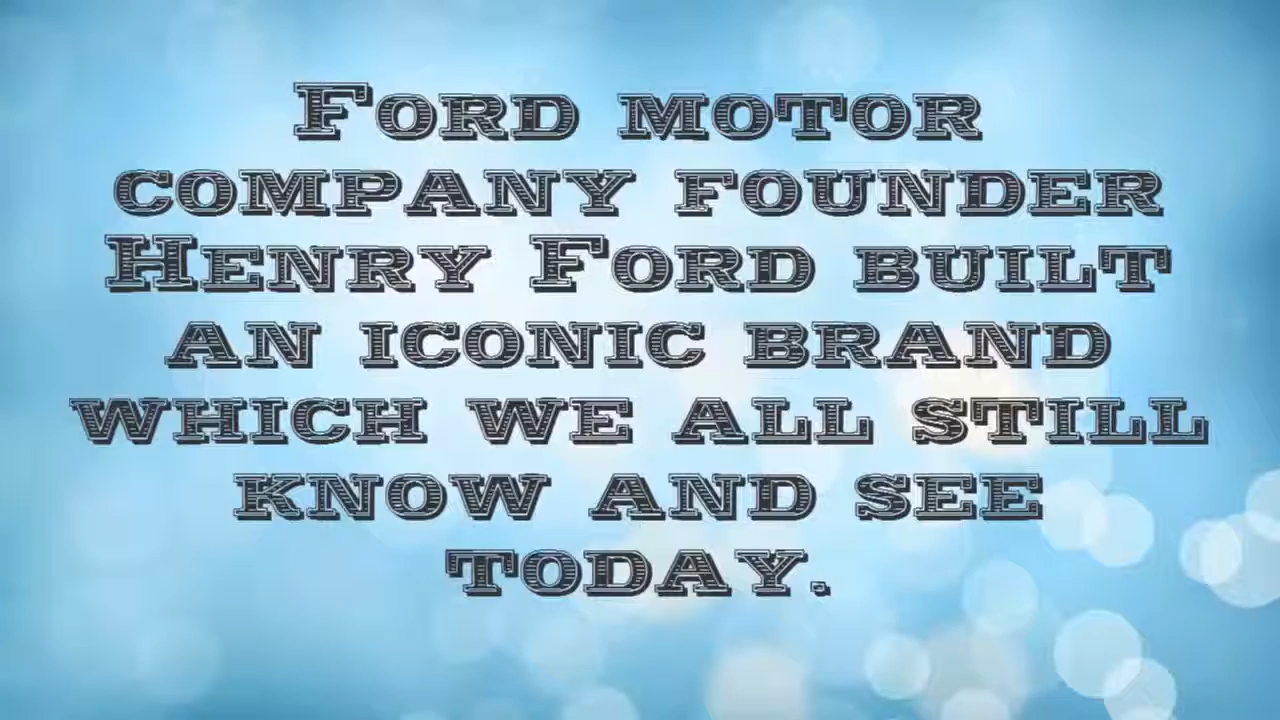 Ford motor
company founder
Henry Ford built
an iconic brand
which we all still
know and see
today.